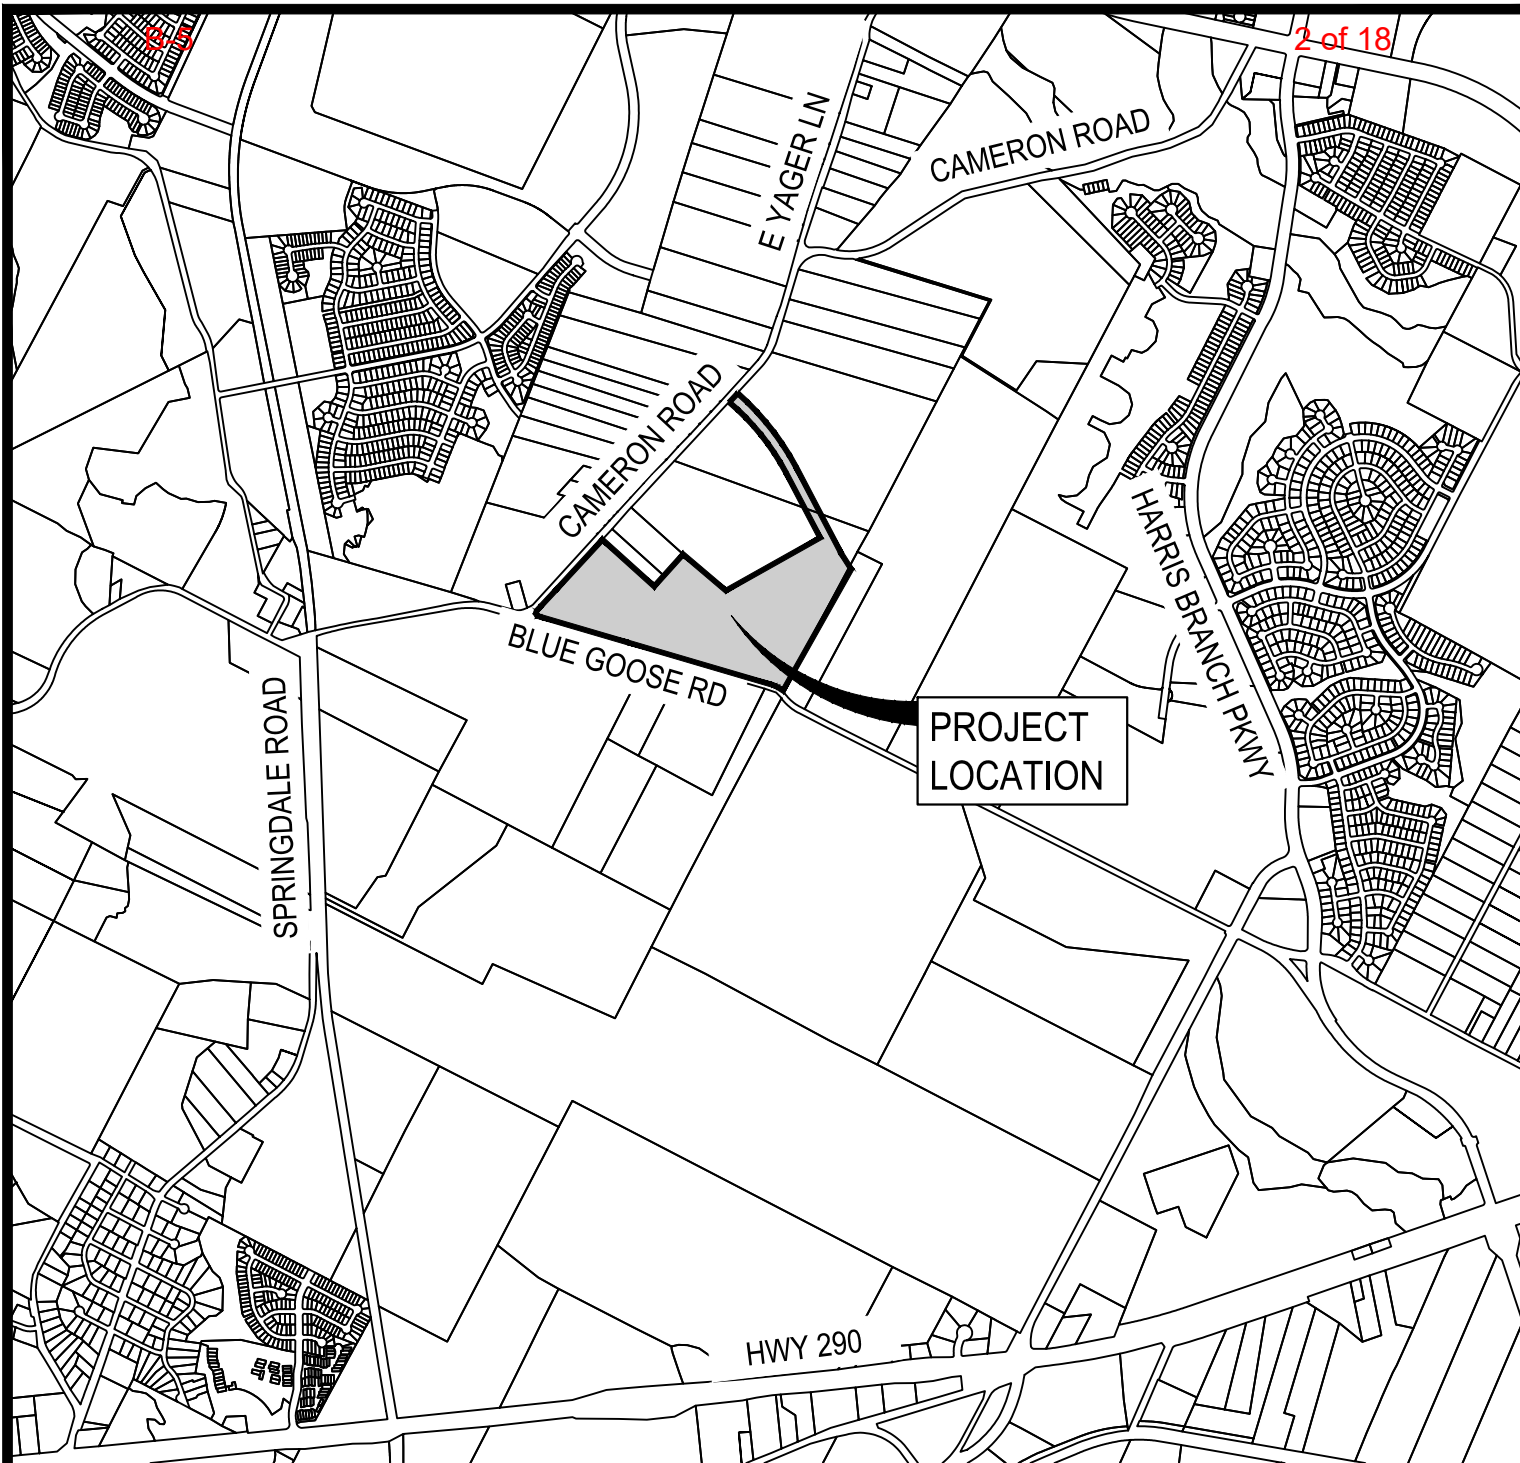 B-5
2 of 18
E YAGER LN
CAMERON ROAD
CAMERON ROAD
BLUE GOOSE RD
HARRIS BRANCH PKWY
SPRINGDALE ROAD
PROJECT
LOCATION
HWY 290